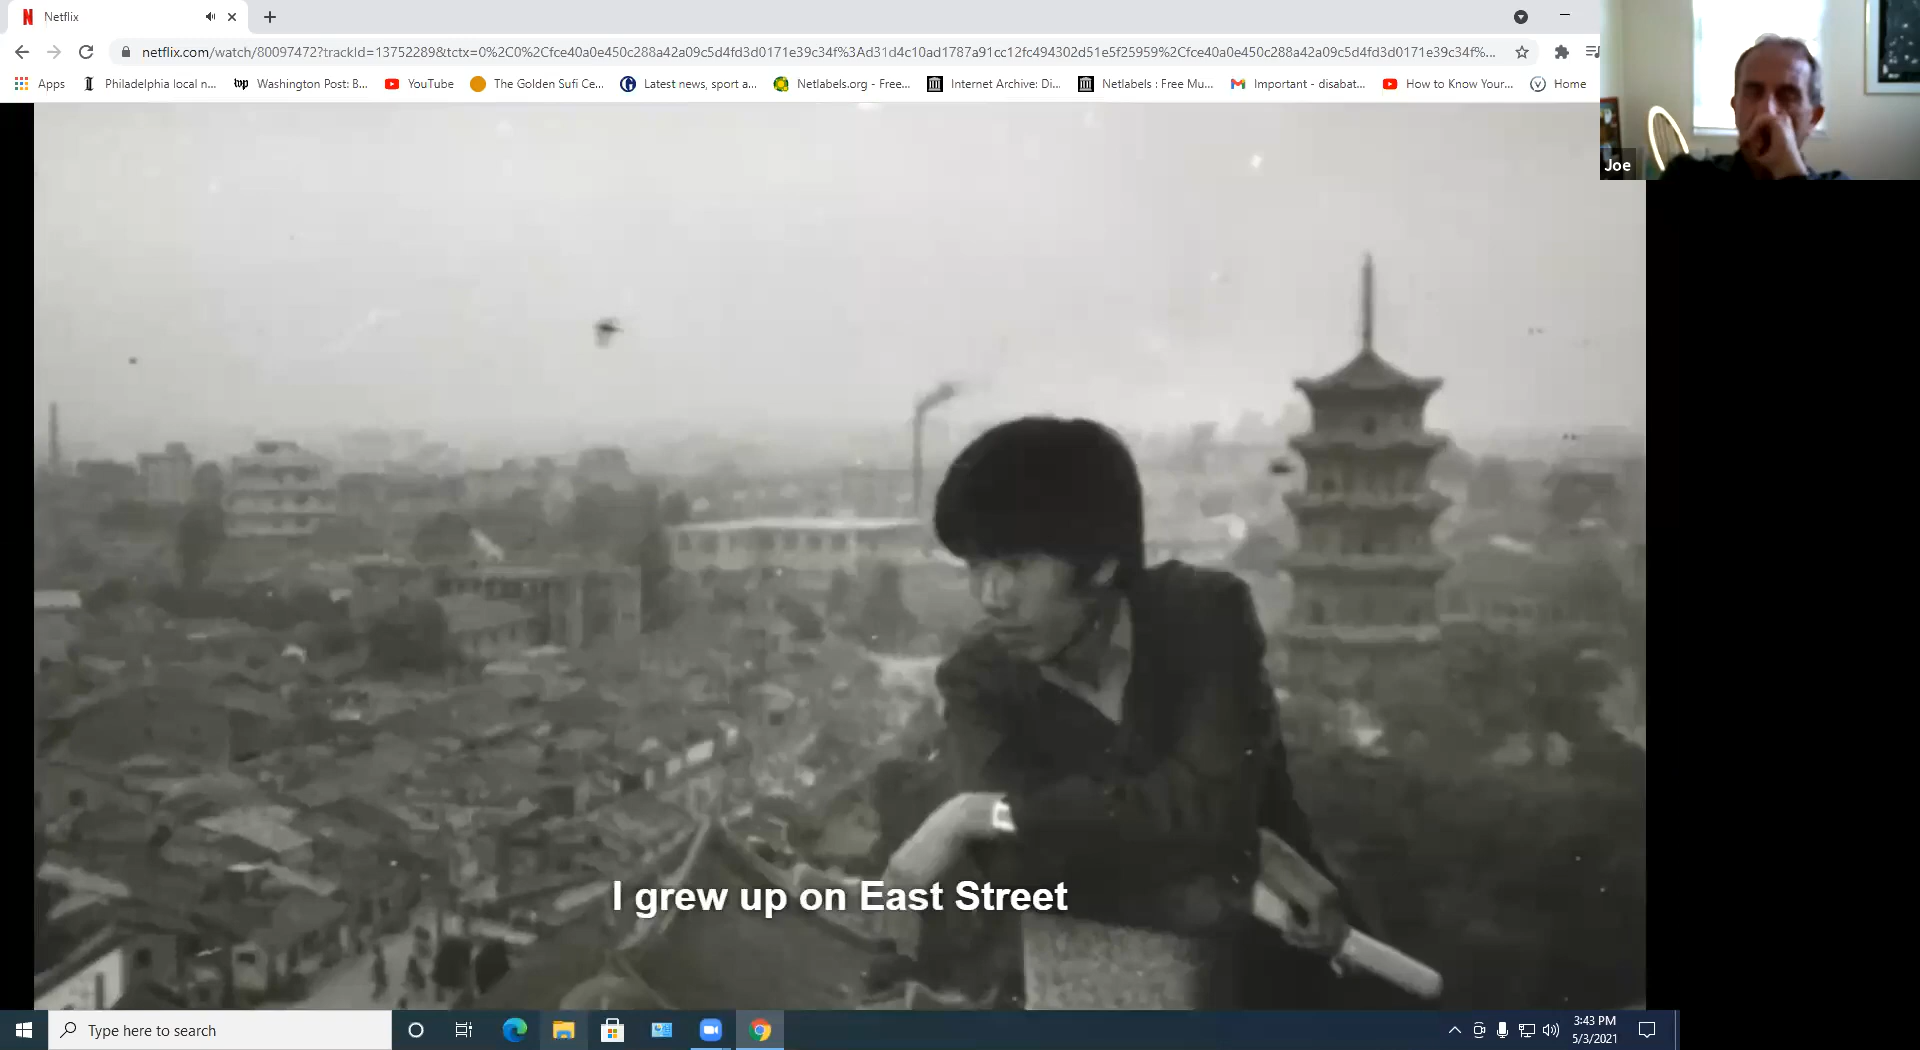 Netflix
netflix.com/watch/80097472?trackId=13752289&tctx=0%2C0%2Cfce40a0e450c288a42a09c5d4fd3d0171e39c34f%3Ad31d4c10ad1787a91cc12fc494302d51e5f25959%2Cfce40a0e450c288a42a09c5d4fd3d0171e39c34f%...
Apps Philadelphia local n... wp Washington Post: B... YouTube The Golden Sufi Ce... Latest news, sport a... Netlabels.org - Free... Internet Archive: Di... Netlabels : Free Mu... Important - disabat... How to Know Your... Home
Joe
I grew up on East Street
Type here to search
3:43 PM
5/3/2021